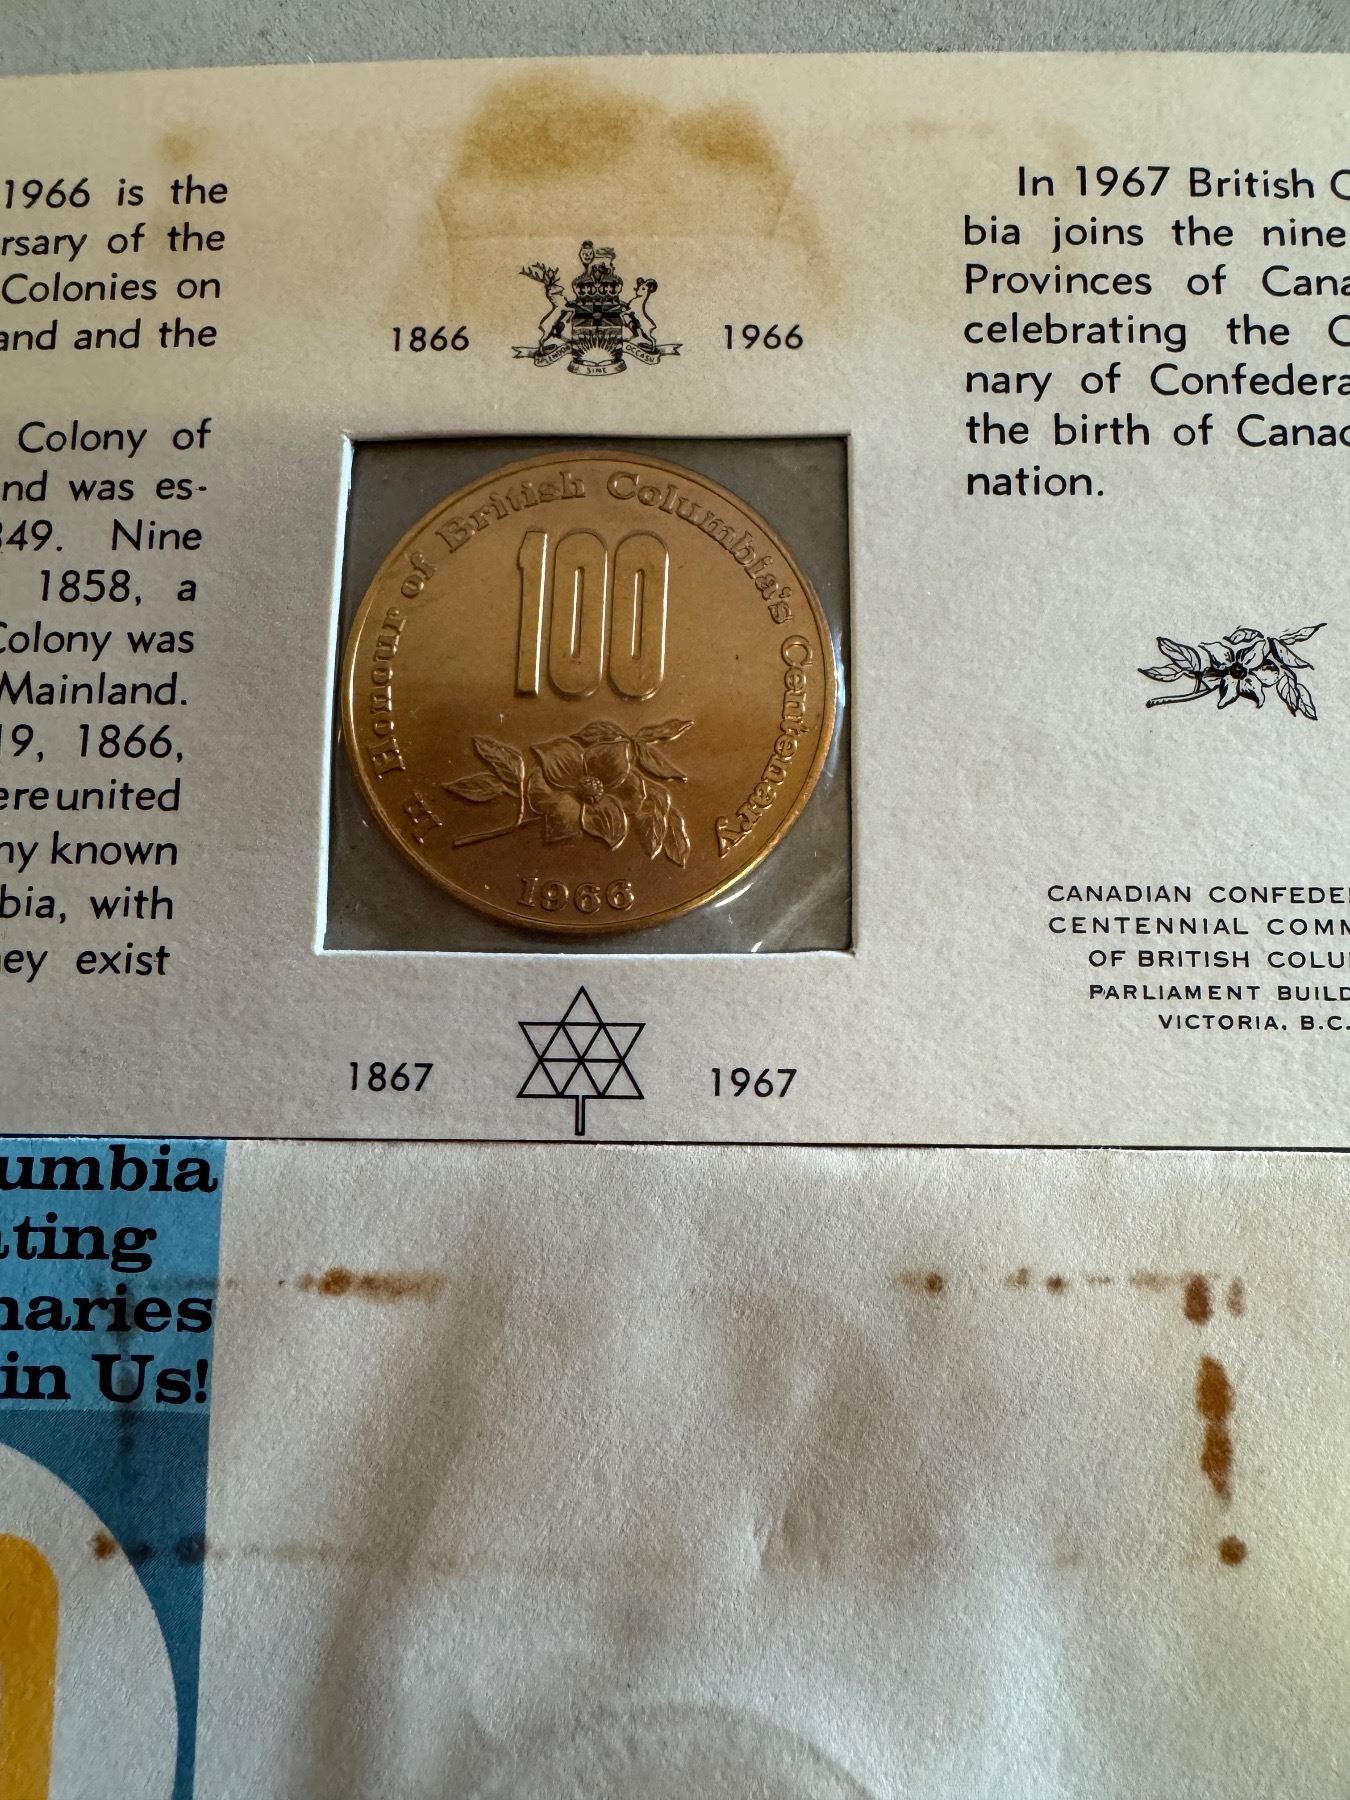 1966 is the
rsary of the
Colonies on
and and the
Colony of
nd was es-
349. Nine
1858, a
Colony was
Mainland.
19, 1866,
ere united
ny known
bia, with
ey exist
1866
1966
SPLENDOR SINE OCCASU
In Honour of British Columbia's Centenary
100
1966
1867
1967
In 1967 British C
bia joins the nine
Provinces of Cana
celebrating the C
nary of Confedera
the birth of Canad
nation.
CANADIAN CONFEDE
CENTENNIAL COMM
OF BRITISH COLU
PARLIAMENT BUILD
VICTORIA, B.C.
umbia
ting
naries
in Us!